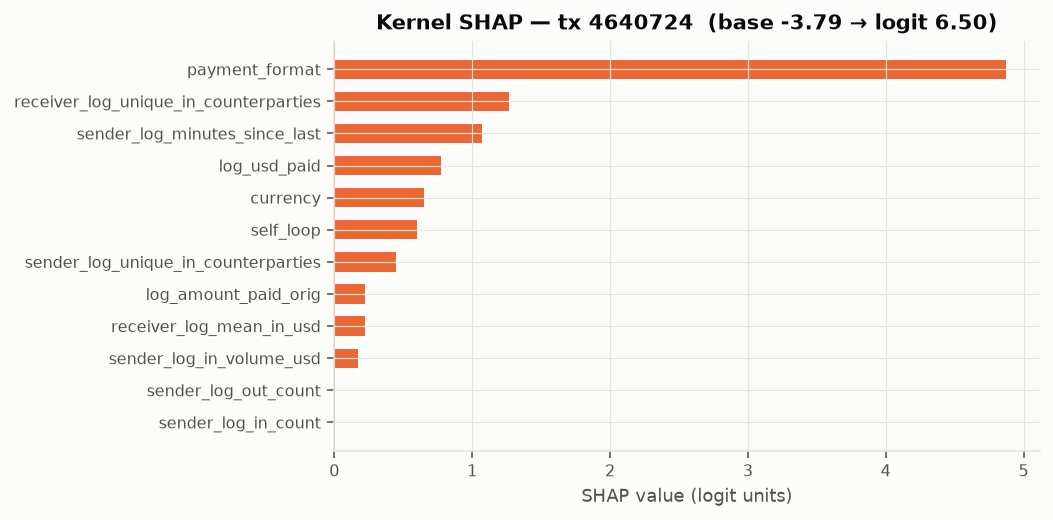 Kernel SHAP — tx 4640724  (base -3.79 → logit 6.50)
payment_format
receiver_log_unique_in_counterparties
sender_log_minutes_since_last
log_usd_paid
currency
self_loop
sender_log_unique_in_counterparties
log_amount_paid_orig
receiver_log_mean_in_usd
sender_log_in_volume_usd
sender_log_out_count
sender_log_in_count
0 1 2 3 4 5
SHAP value (logit units)